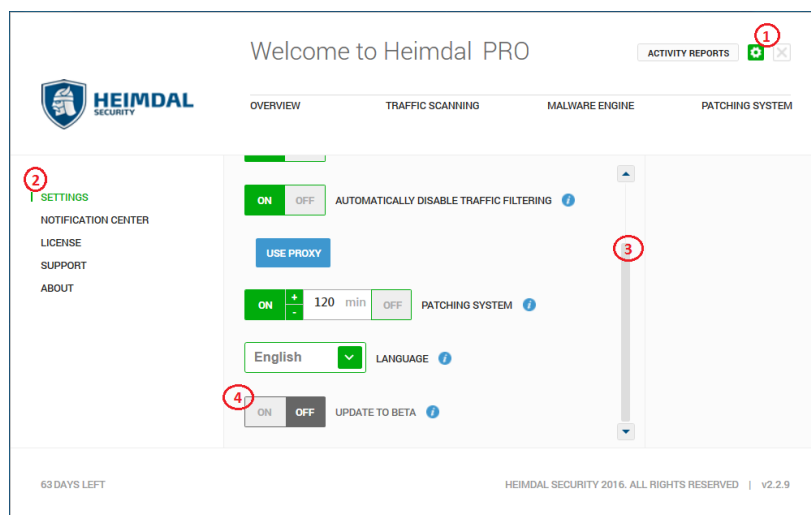 Welcome to Heimdal PRO
1
ACTIVITY REPORTS
HEIMDAL
SECURITY
OVERVIEW TRAFFIC SCANNING MALWARE ENGINE PATCHING SYSTEM
2
SETTINGS
NOTIFICATION CENTER
LICENSE
SUPPORT
ABOUT
ON OFF AUTOMATICALLY DISABLE TRAFFIC FILTERING i
USE PROXY
3
ON + - 120 min OFF PATCHING SYSTEM i
English LANGUAGE i
4
ON OFF UPDATE TO BETA i
63 DAYS LEFT
HEIMDAL SECURITY 2016. ALL RIGHTS RESERVED | v2.2.9